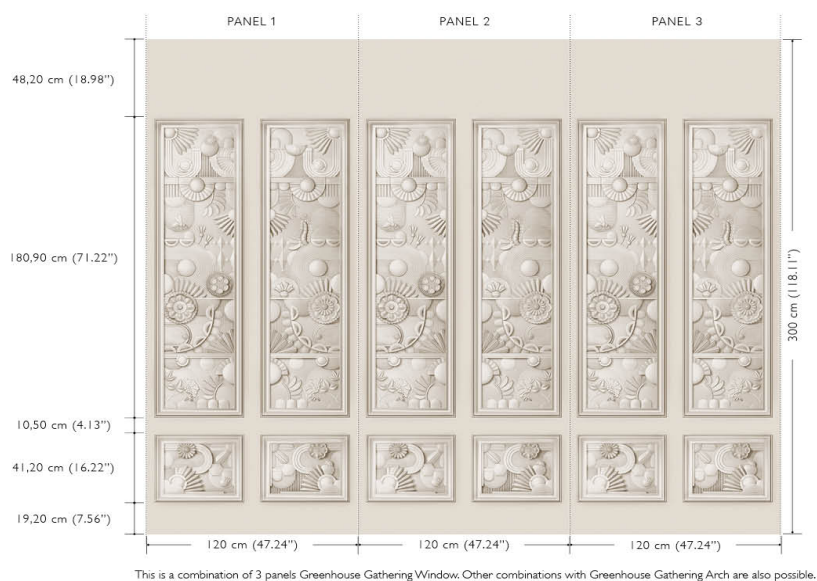 PANEL 1 PANEL 2 PANEL 3
48,20 cm (18.98")
180,90 cm (71.22")
300 cm (118.11")
10,50 cm (4.13")
41,20 cm (16.22")
19,20 cm (7.56")
120 cm (47.24") 120 cm (47.24") 120 cm (47.24")
This is a combination of 3 panels Greenhouse Gathering Window. Other combinations with Greenhouse Gathering Arch are also possible.